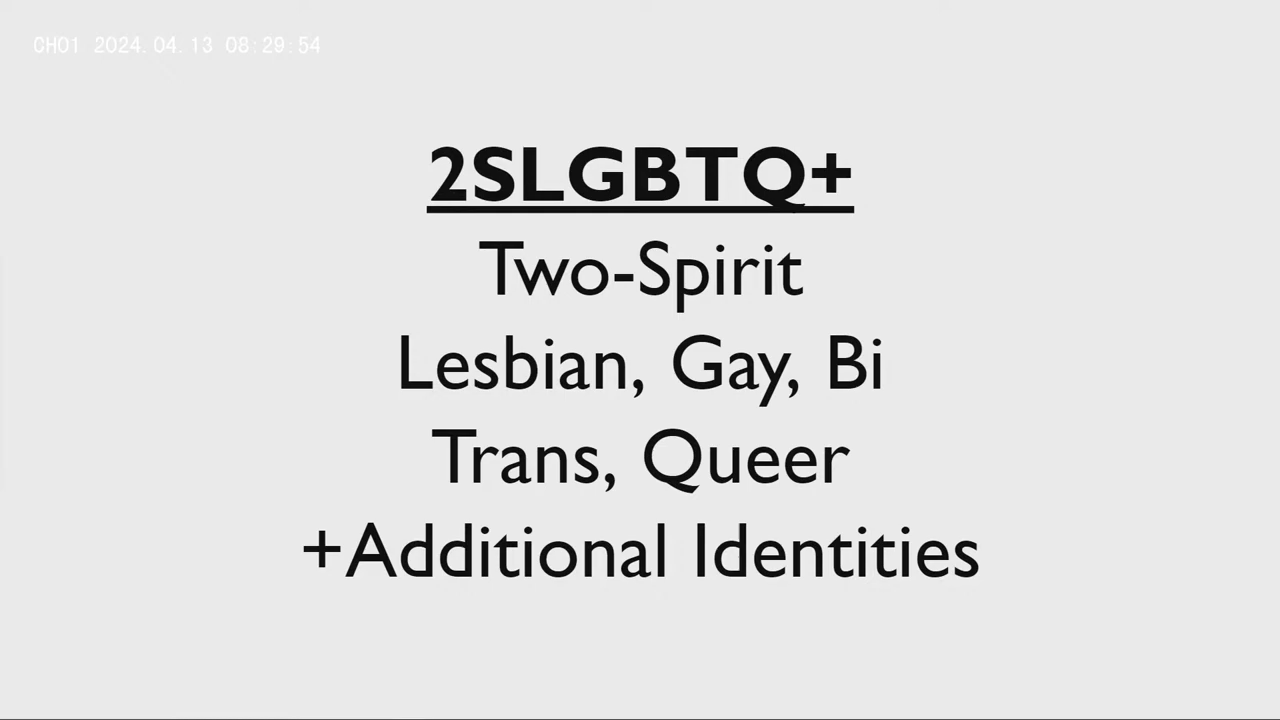 CH01 2024.04.13 08:29:54
2SLGBTQ+
Two-Spirit
Lesbian, Gay, Bi
Trans, Queer
+Additional Identities